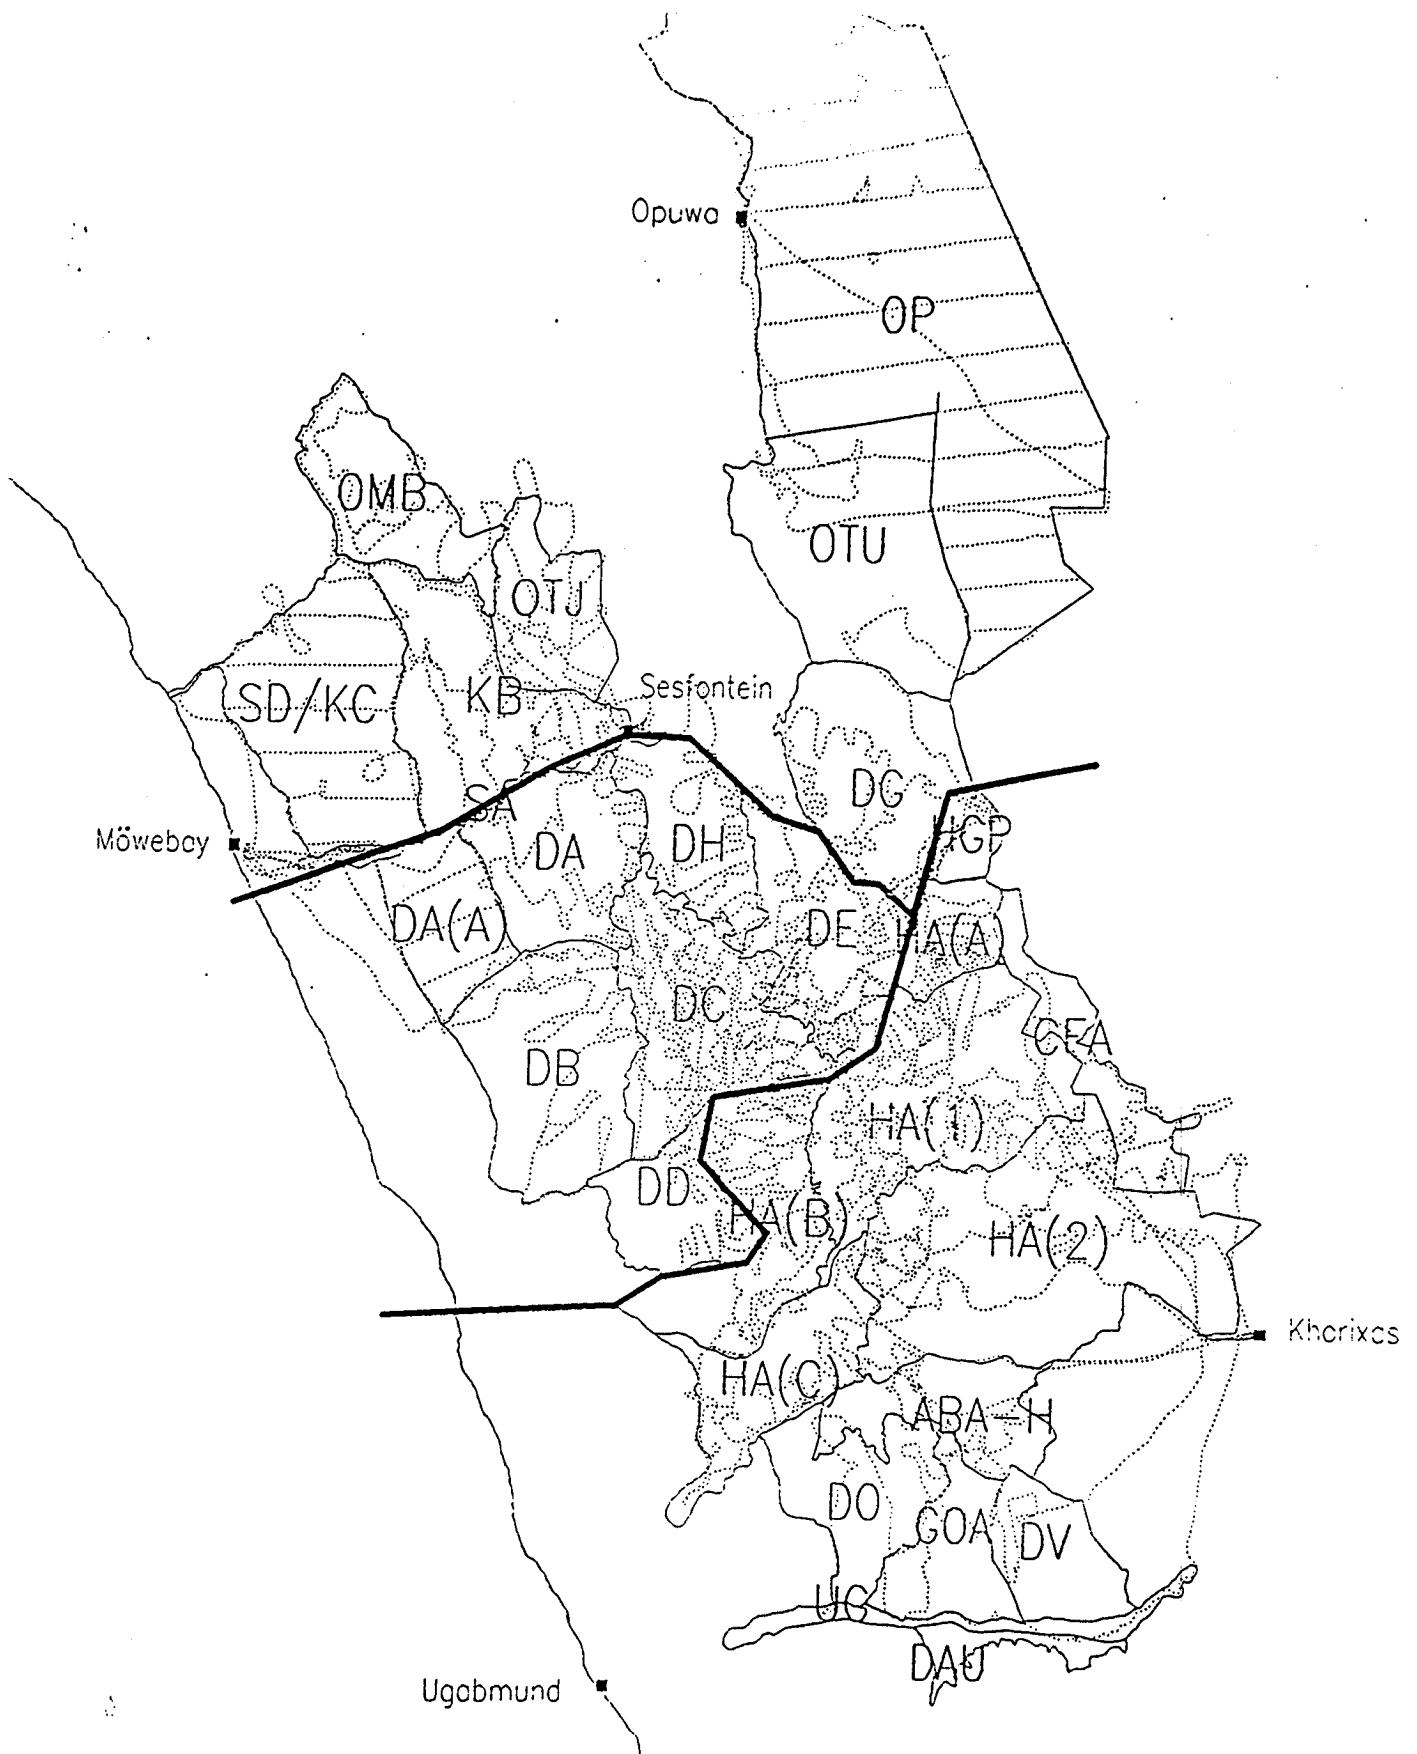 Opuwo
OP
OMB
OTU
OTJ
Sesfontein
SD/KC
KB
DG
SA
HGP
Möwebay
DA
DH
DA(A)
DE
HA(A)
DC
CFA
DB
HA(1)
DD
HA(B)
HA(2)
Khorixas
HA(C)
ABA-H
DO
GOA
DV
UG
DAU
Ugabmund